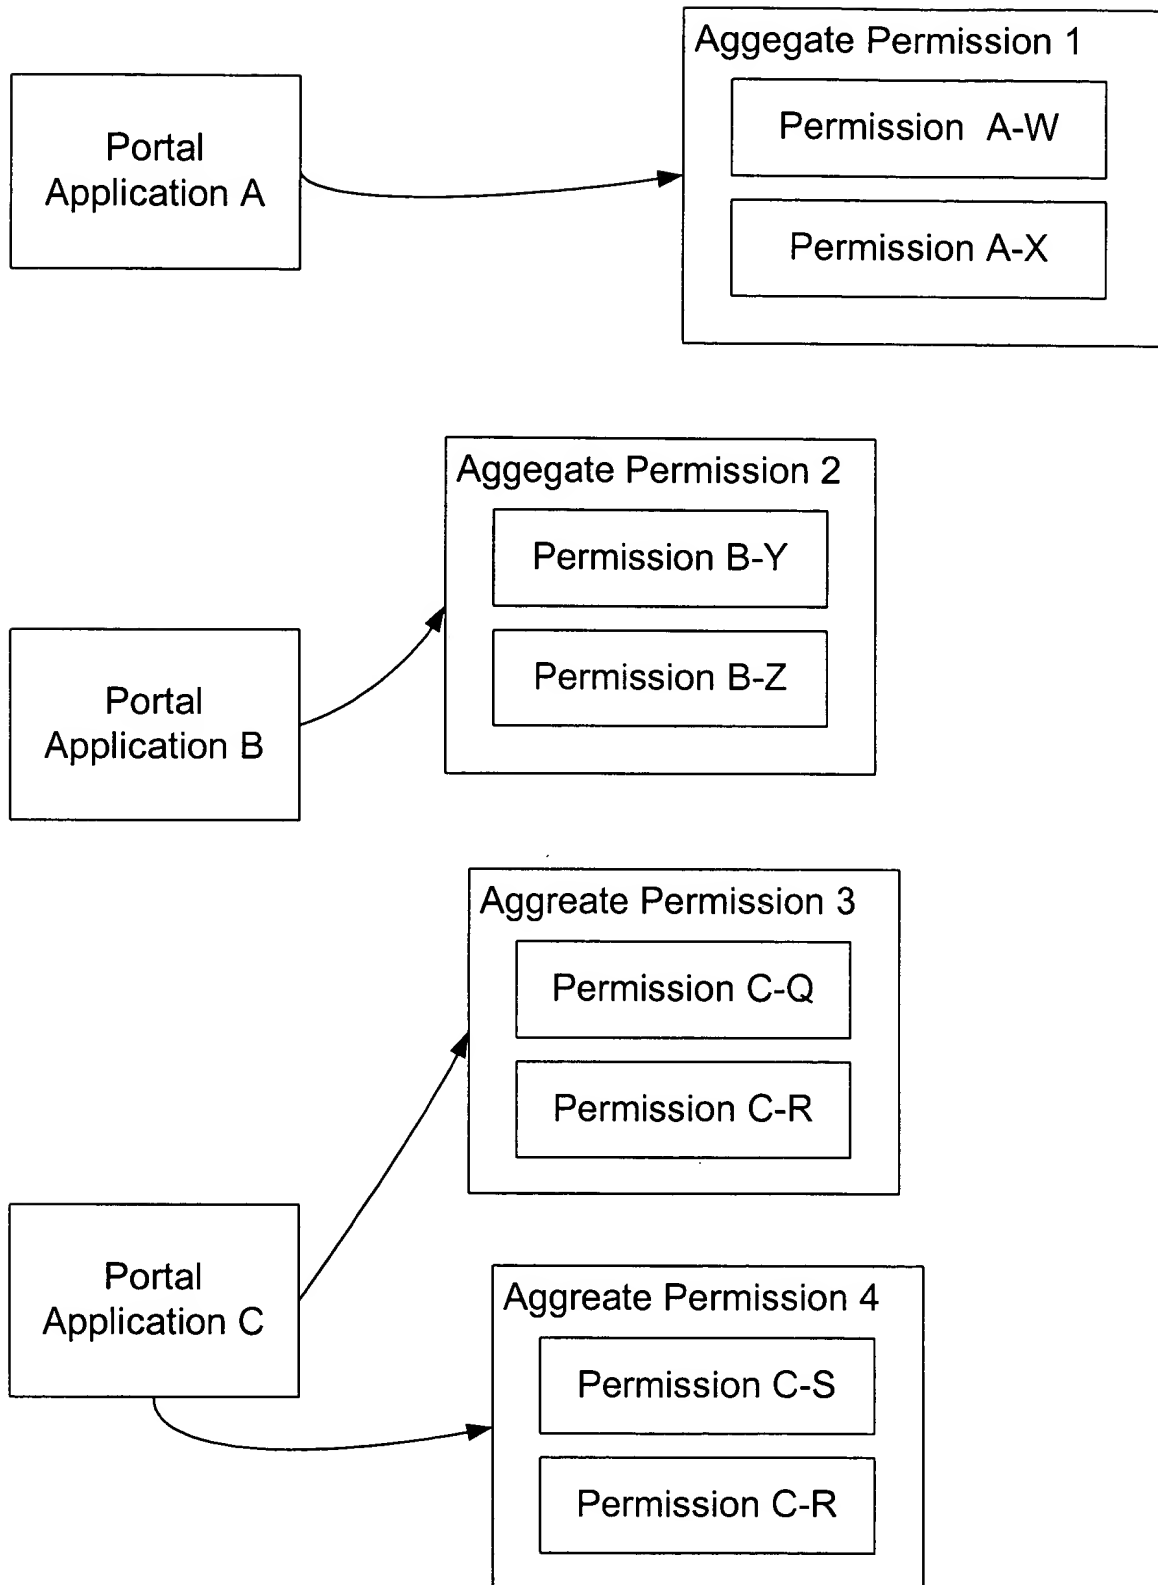 Aggegate Permission 1
Portal
Application A
Permission A-W
Permission A-X
Aggegate Permission 2
Permission B-Y
Permission B-Z
Portal
Application B
Aggreate Permission 3
Permission C-Q
Permission C-R
Portal
Application C
Aggreate Permission 4
Permission C-S
Permission C-R